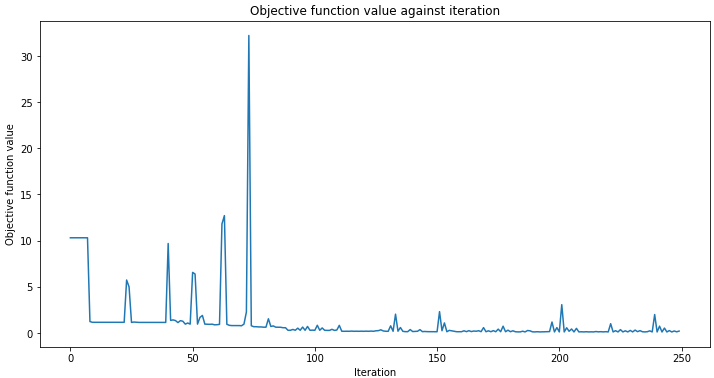 Objective function value against iteration
Objective function value
30
25
20
15
10
5
0
0 50 100 150 200 250
Iteration